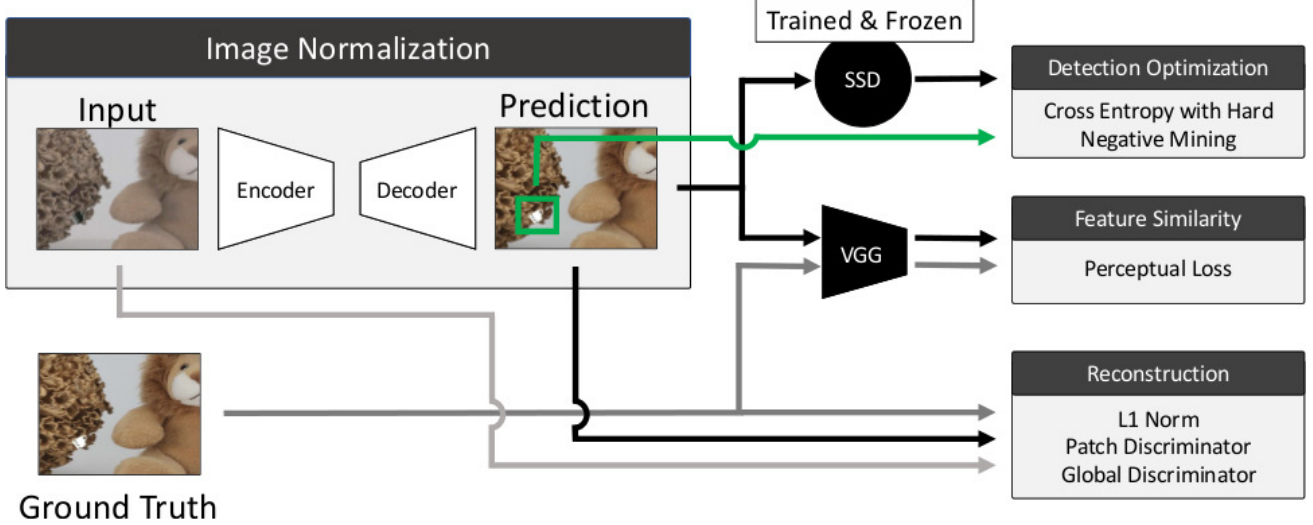 Trained & Frozen
Image Normalization
Input
Prediction
Encoder
Decoder
SSD
VGG
Detection Optimization
Cross Entropy with Hard
Negative Mining
Feature Similarity
Perceptual Loss
Reconstruction
L1 Norm
Patch Discriminator
Global Discriminator
Ground Truth